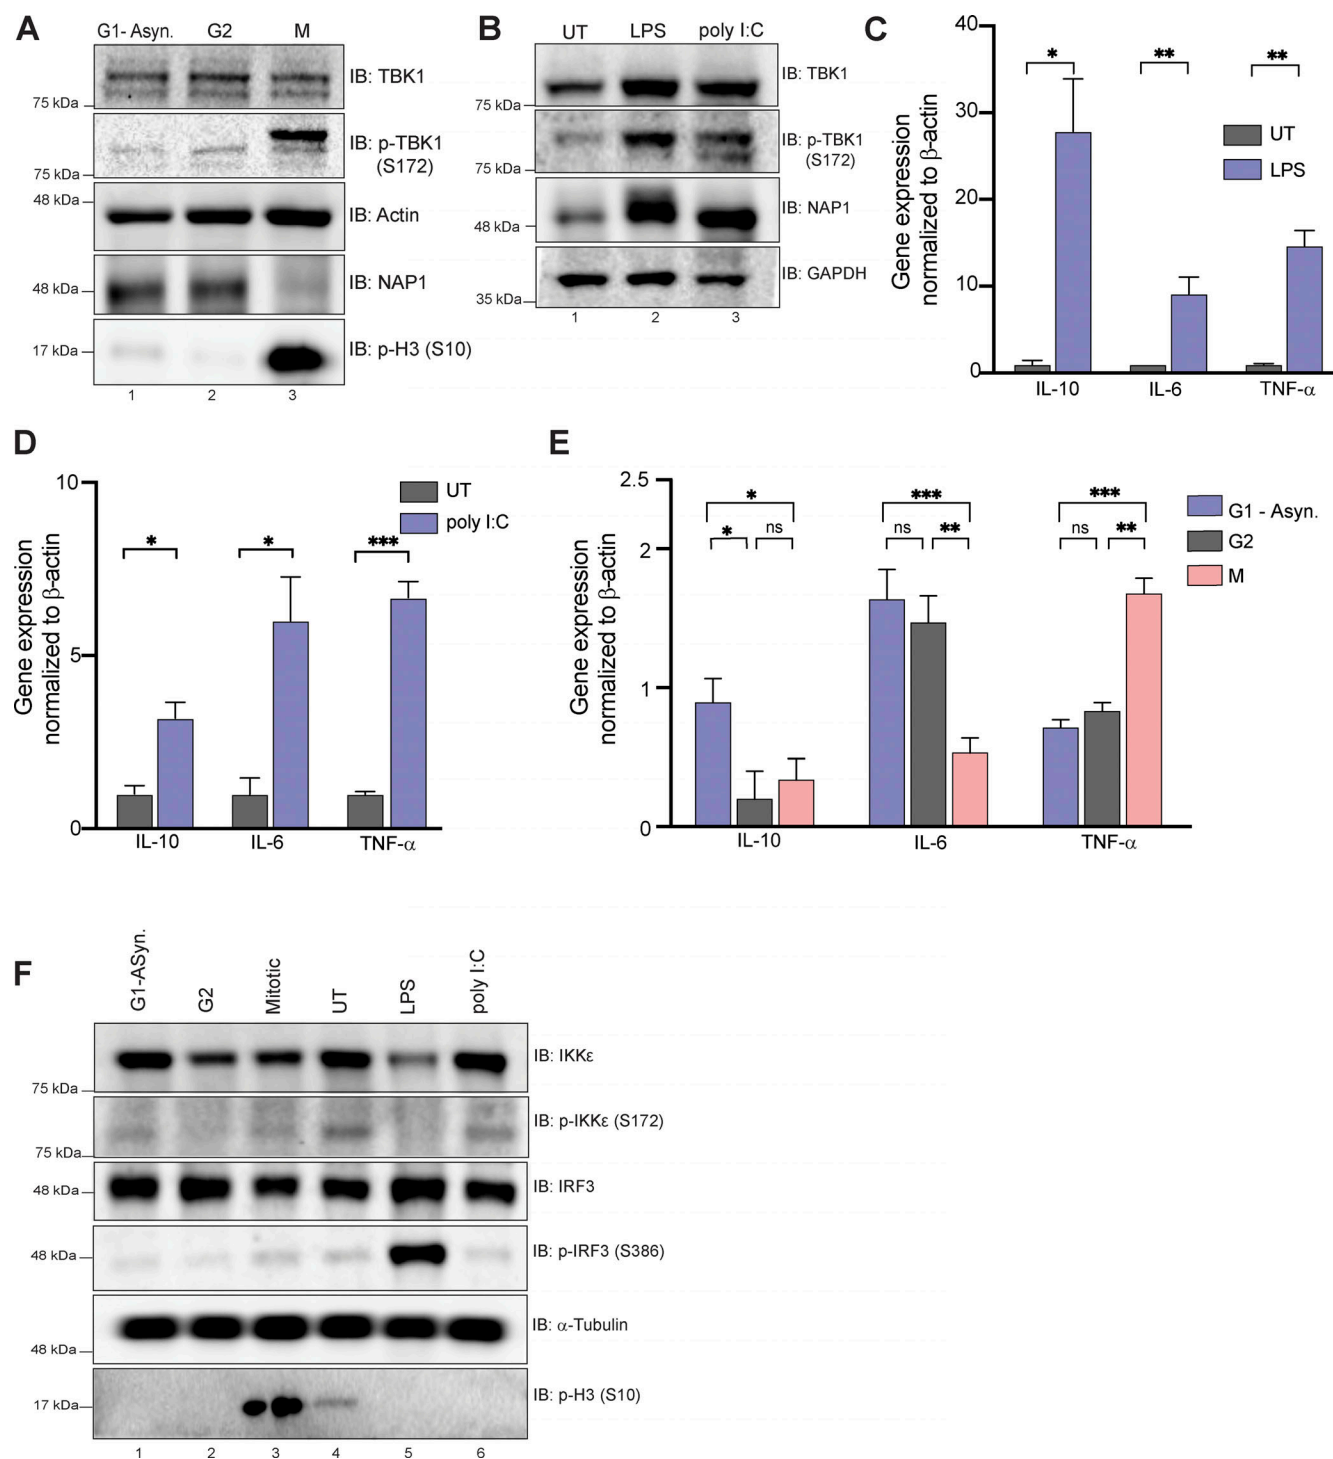 A
G1- Asyn. G2 M
IB: TBK1
75 kDa
IB: p-TBK1
(S172)
75 kDa
48 kDa
IB: Actin
48 kDa
IB: NAP1
17 kDa
IB: p-H3 (S10)
1 2 3
B
UT LPS poly I:C
IB: TBK1
75 kDa
IB: p-TBK1
(S172)
75 kDa
IB: NAP1
48 kDa
IB: GAPDH
35 kDa
1 2 3
C
Gene expression
normalized to β-actin
40
30
20
10
0
* ** **
UT
LPS
IL-10 IL-6 TNF-α
D
Gene expression
normalized to β-actin
10
5
0
UT
poly I:C
* * ***
IL-10 IL-6 TNF-α
E
Gene expression
normalized to β-actin
2.5
2
1
0
* *** ***
* ns ns ** ns **
G1 - Asyn.
G2
M
IL-10 IL-6 TNF-α
F
G1-ASyn. G2 Mitotic UT LPS poly I:C
IB: IKKε
75 kDa
IB: p-IKKε (S172)
75 kDa
IB: IRF3
48 kDa
IB: p-IRF3 (S386)
48 kDa
IB: α-Tubulin
48 kDa
IB: p-H3 (S10)
17 kDa
1 2 3 4 5 6